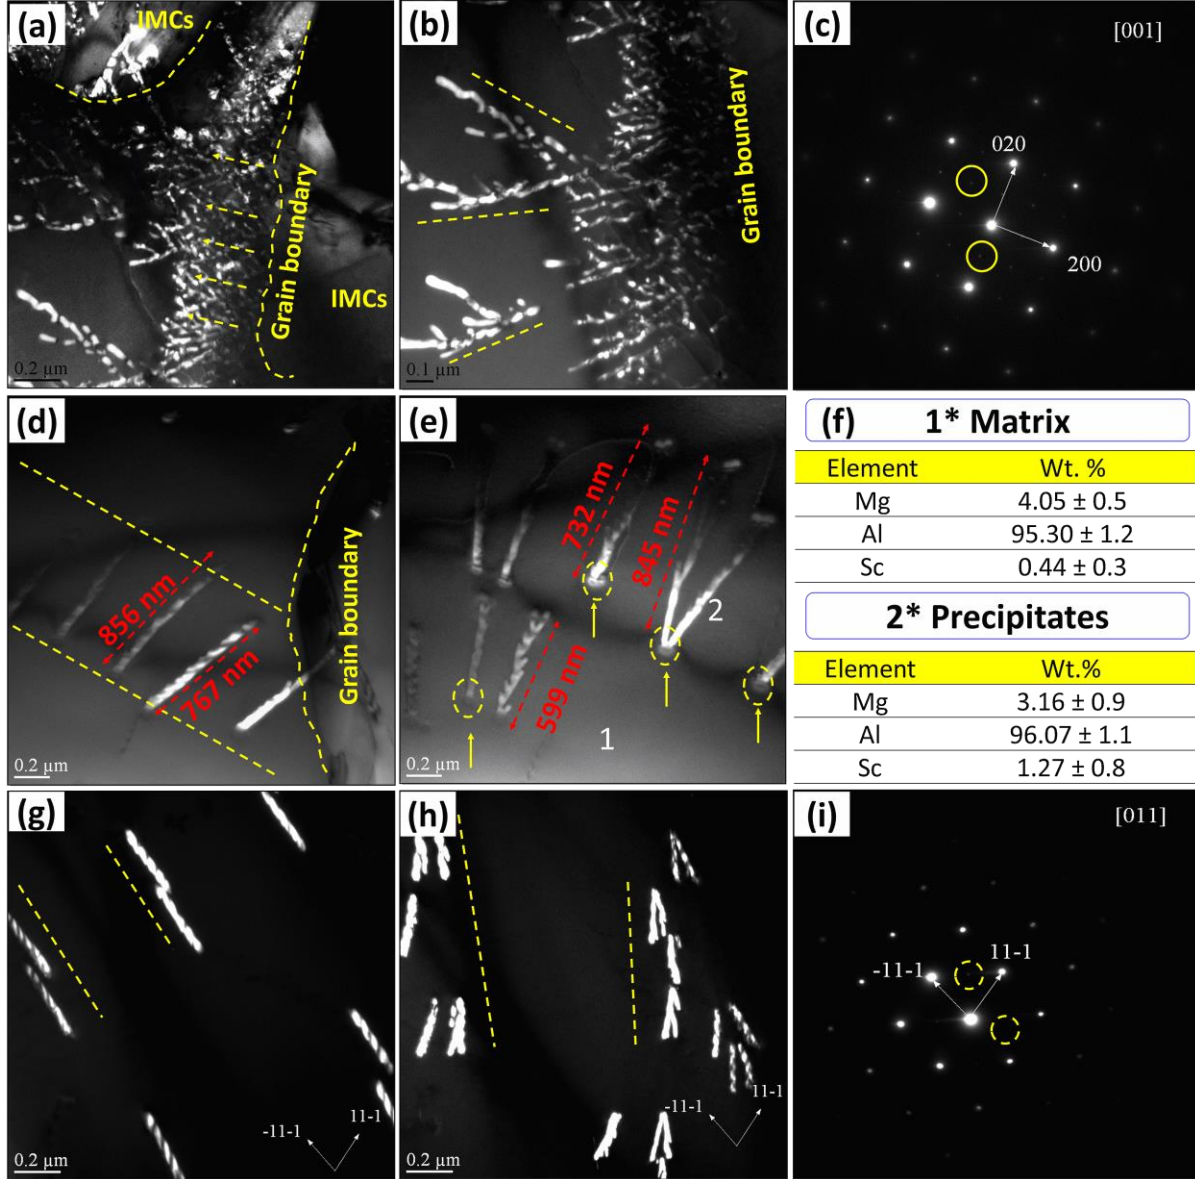 (a)
IMCs
Grain boundary
IMCs
0.2 µm
(b)
Grain boundary
0.1 µm
(c)
[001]
020
200
(d)
856 nm
767 nm
Grain boundary
0.2 µm
(e)
732 nm
845 nm
2
599 nm
1
0.2 µm
(f) 1* Matrix
Element Wt. %
Mg 4.05 ± 0.5
Al 95.30 ± 1.2
Sc 0.44 ± 0.3
2* Precipitates
Element Wt.%
Mg 3.16 ± 0.9
Al 96.07 ± 1.1
Sc 1.27 ± 0.8
(g)
11-1
-11-1
0.2 µm
(h)
-11-1 11-1
0.2 µm
(i)
[011]
-11-1 11-1